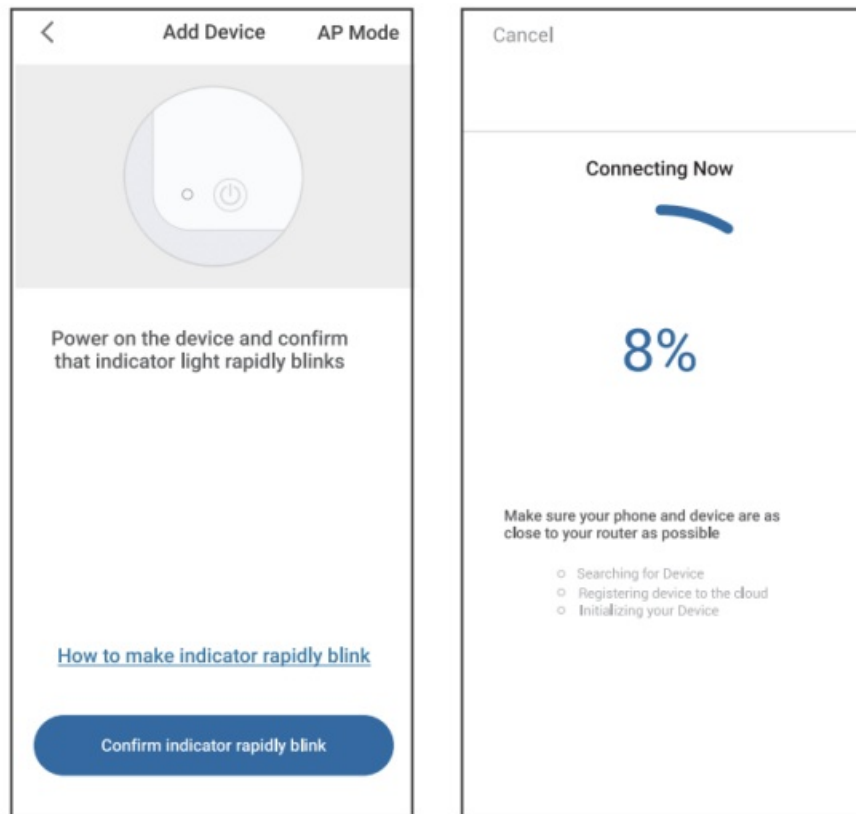 Add Device
AP Mode
Power on the device and confirm
that indicator light rapidly blinks
How to make indicator rapidly blink
Confirm indicator rapidly blink
Cancel
Connecting Now
8%
Make sure your phone and device are as
close to your router as possible
Searching for Device
Registering device to the cloud
Initializing your Device